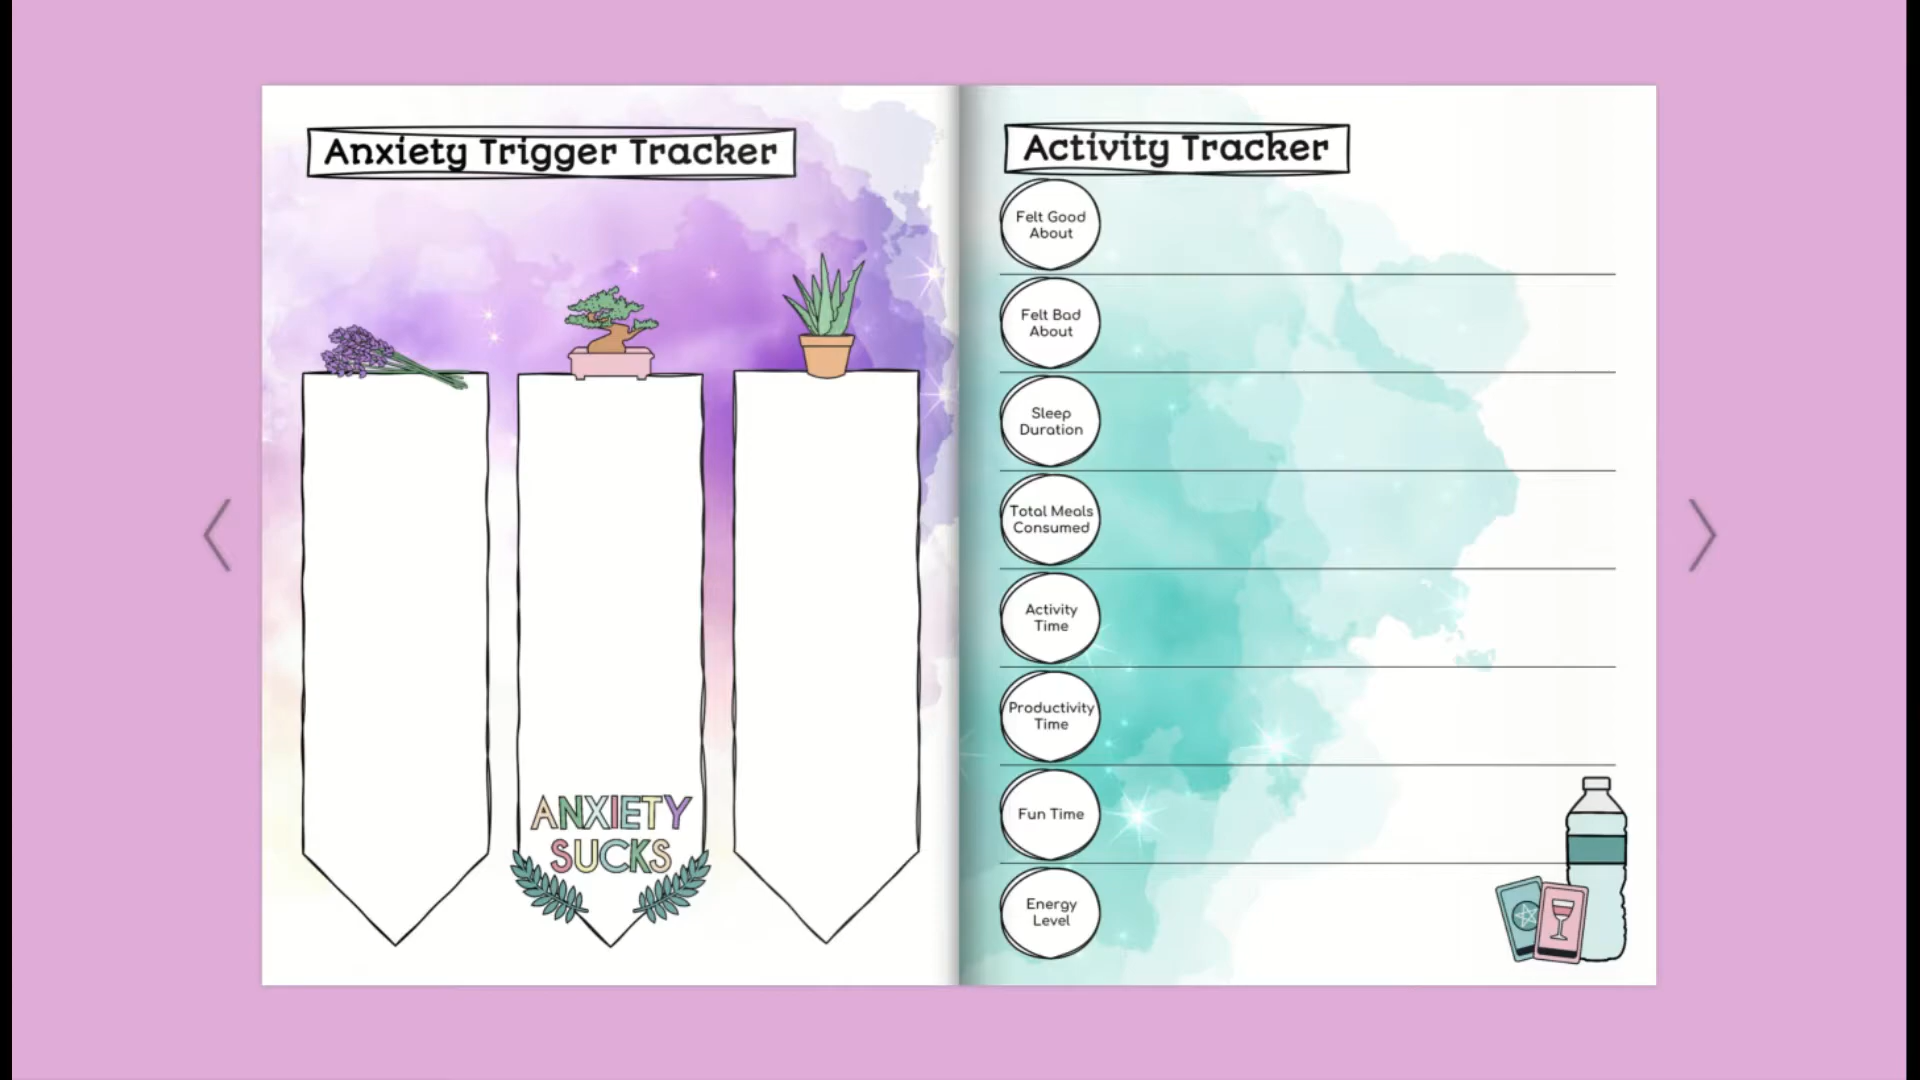 Anxiety Trigger Tracker
ANXIETY
SUCKS
Activity Tracker
Felt Good
About
Felt Bad
About
Sleep
Duration
Total Meals
Consumed
Activity
Time
Productivity
Time
Fun Time
Energy
Level